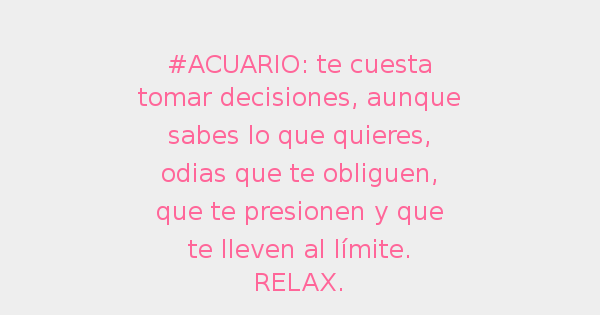 #ACUARIO: te cuesta
tomar decisiones, aunque
sabes lo que quieres,
odias que te obliguen,
que te presionen y que
te lleven al límite.
RELAX.